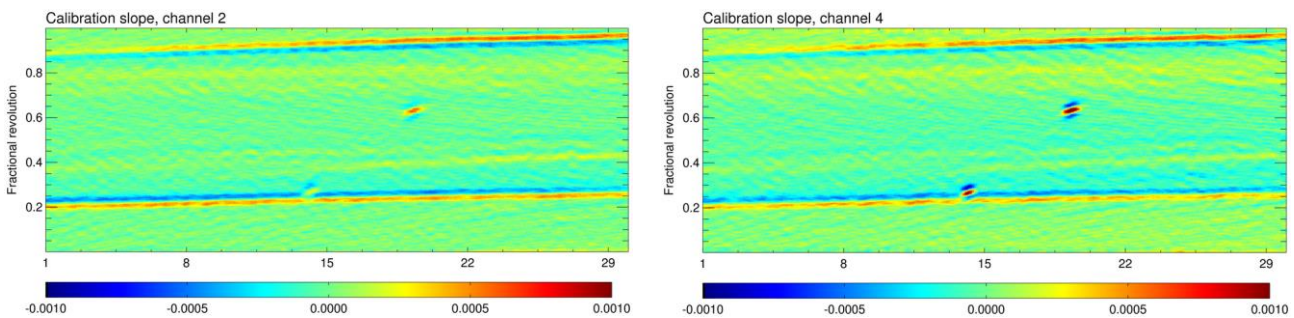 Calibration slope, channel 2
Fractional revolution
0.8
0.6
0.4
0.2
1 8 15 22 29
-0.0010 -0.0005 0.0000 0.0005 0.0010
Calibration slope, channel 4
Fractional revolution
0.8
0.6
0.4
0.2
1 8 15 22 29
-0.0010 -0.0005 0.0000 0.0005 0.0010